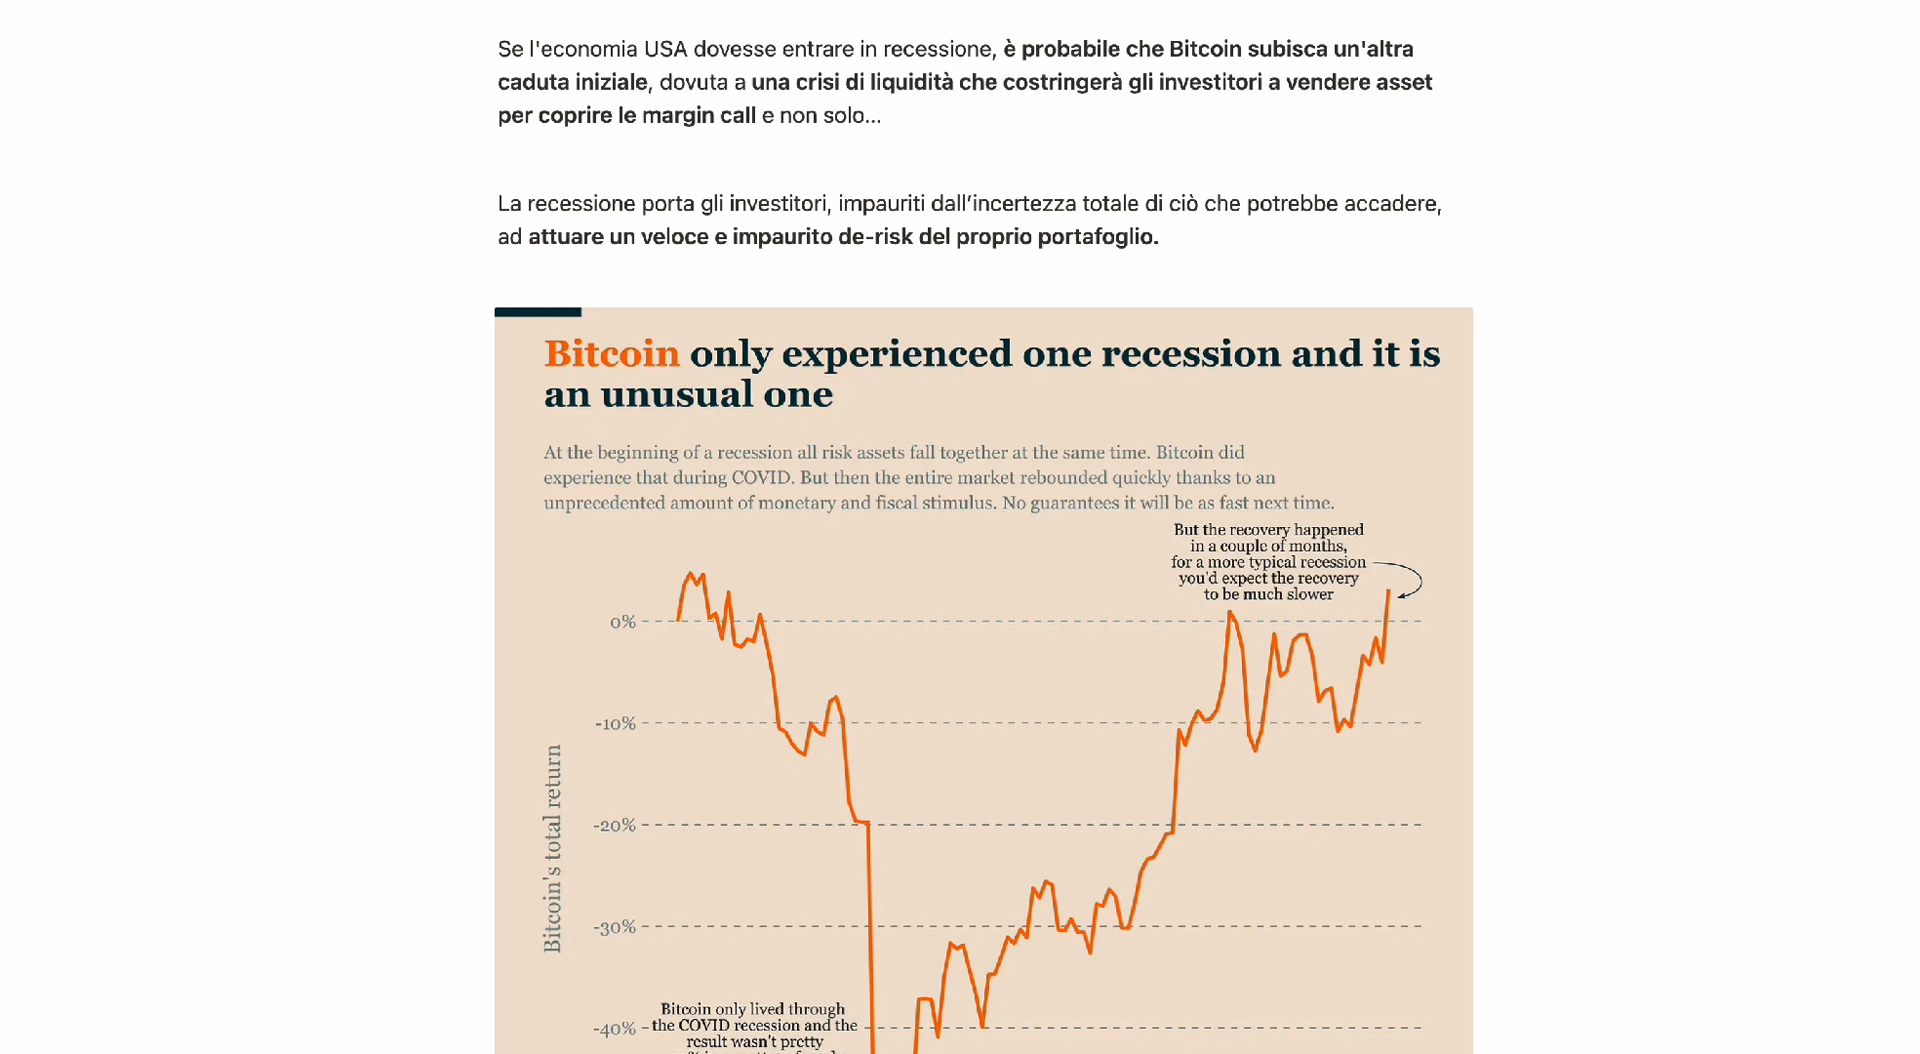 Se l'economia USA dovesse entrare in recessione, è probabile che Bitcoin subisca un'altra
caduta iniziale, dovuta a una crisi di liquidità che costringerà gli investitori a vendere asset
per coprire le margin call e non solo...
La recessione porta gli investitori, impauriti dall’incertezza totale di ciò che potrebbe accadere,
ad attuare un veloce e impaurito de-risk del proprio portafoglio.
Bitcoin only experienced one recession and it is
an unusual one
At the beginning of a recession all risk assets fall together at the same time. Bitcoin did
experience that during COVID. But then the entire market rebounded quickly thanks to an
unprecedented amount of monetary and fiscal stimulus. No guarantees it will be as fast next time.
But the recovery happened
in a couple of months,
for a more typical recession
you'd expect the recovery
to be much slower
0%
-10%
-20%
-30%
-40%
Bitcoin's total return
Bitcoin only lived through
the COVID recession and the
result wasn't pretty